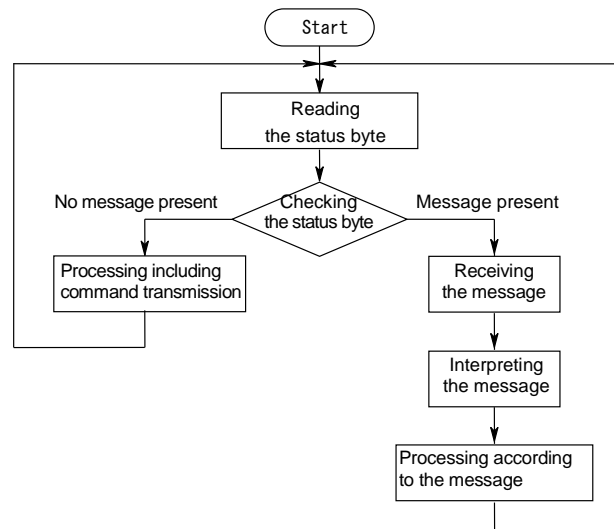 Start
Reading
the status byte
Checking
the status byte
No message present
Message present
Processing including
command transmission
Receiving
the message
Interpreting
the message
Processing according
to the message